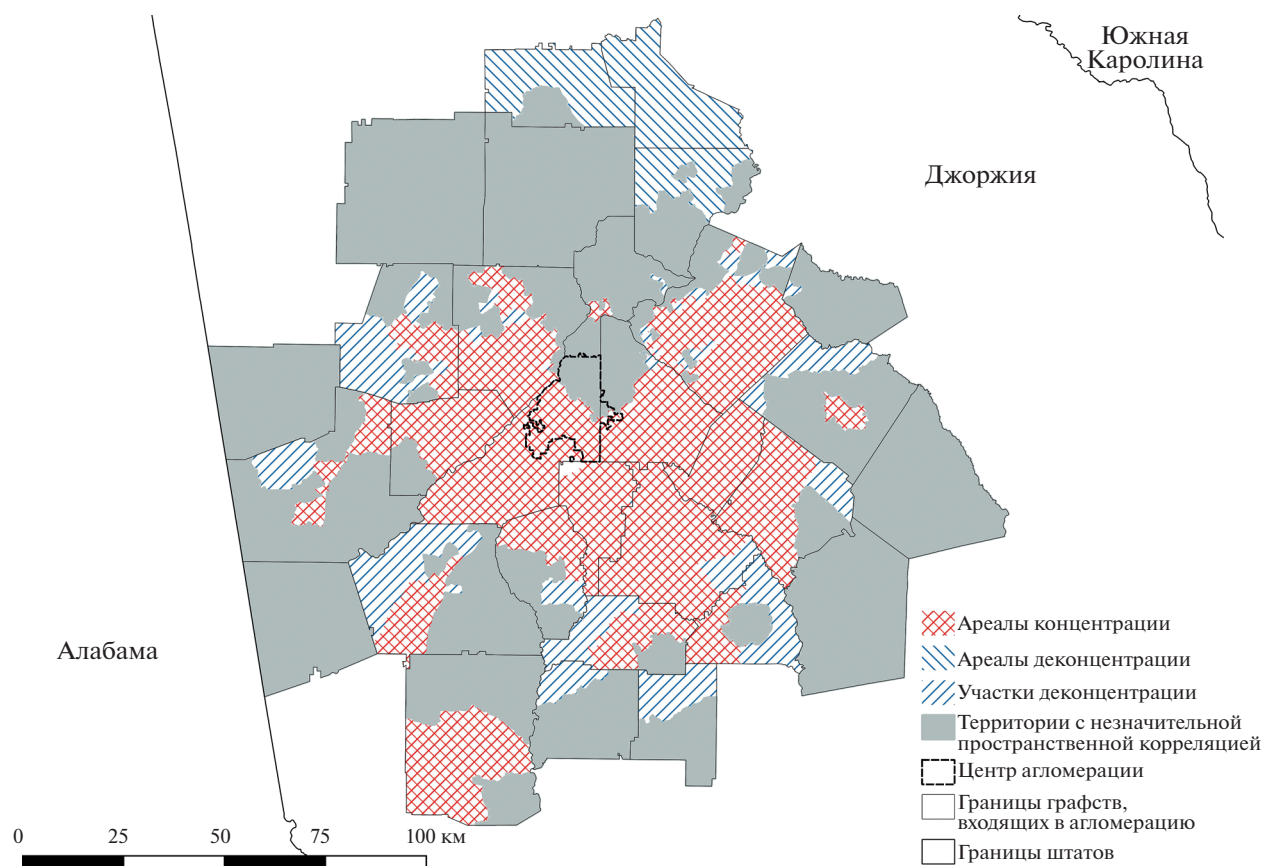 Южная
Каролина
Джоржия
Алабама
Ареалы концентрации
Ареалы деконцентрации
Участки деконцентрации
Территории с незначительной
пространственной корреляцией
Центр агломерации
Границы графств,
входящих в агломерацию
Границы штатов
0 25 50 75 100 км